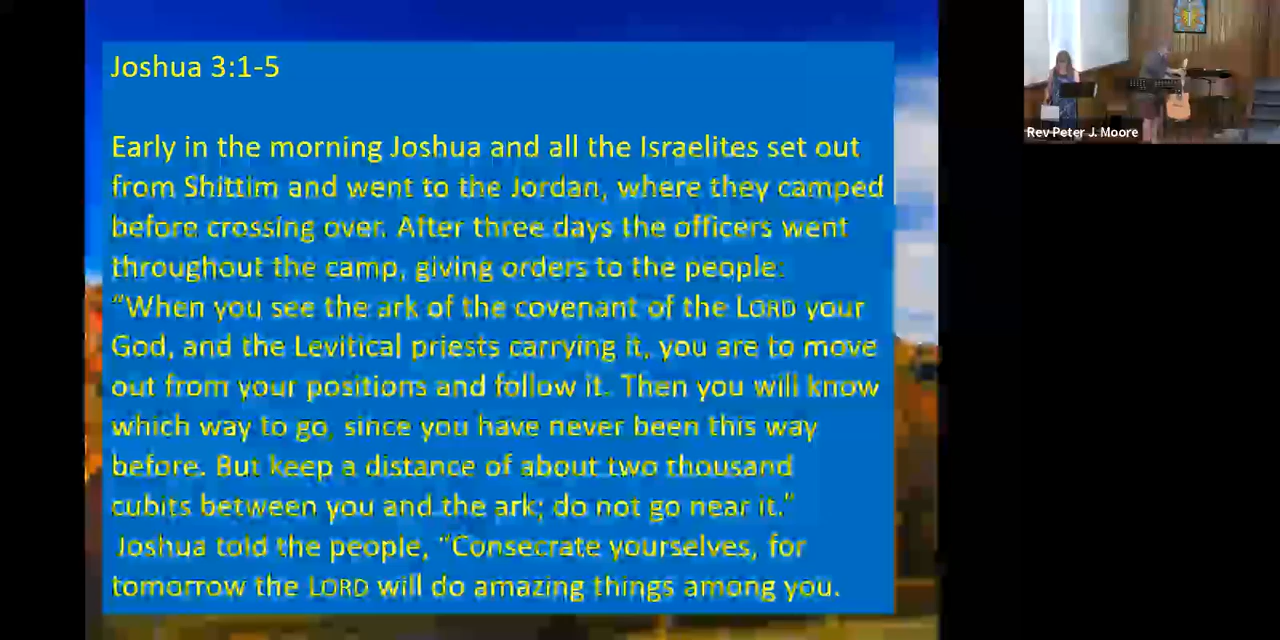 Joshua 3:1-5
Early in the morning Joshua and all the Israelites set out
from Shittim and went to the Jordan, where they camped
before crossing over. After three days the officers went
throughout the camp, giving orders to the people:
"When you see the ark of the covenant of the LORD your
God, and the Levitical priests carrying it, you are to move
out from your positions and follow it. Then you will know
which way to go, since you have never been this way
before. But keep a distance of about two thousand
cubits between you and the ark; do not go near it."
Joshua told the people, "Consecrate yourselves, for
tomorrow the LORD will do amazing things among you.
Rev Peter J. Moore